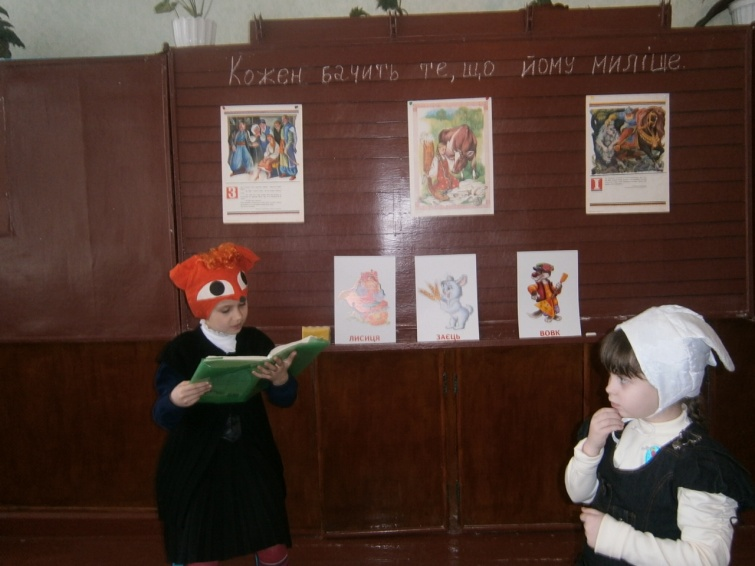 Кожен бачить те, що йому миліше.
З
І
ЛИСИЦЯ
ЗАЄЦЬ
ВОВК